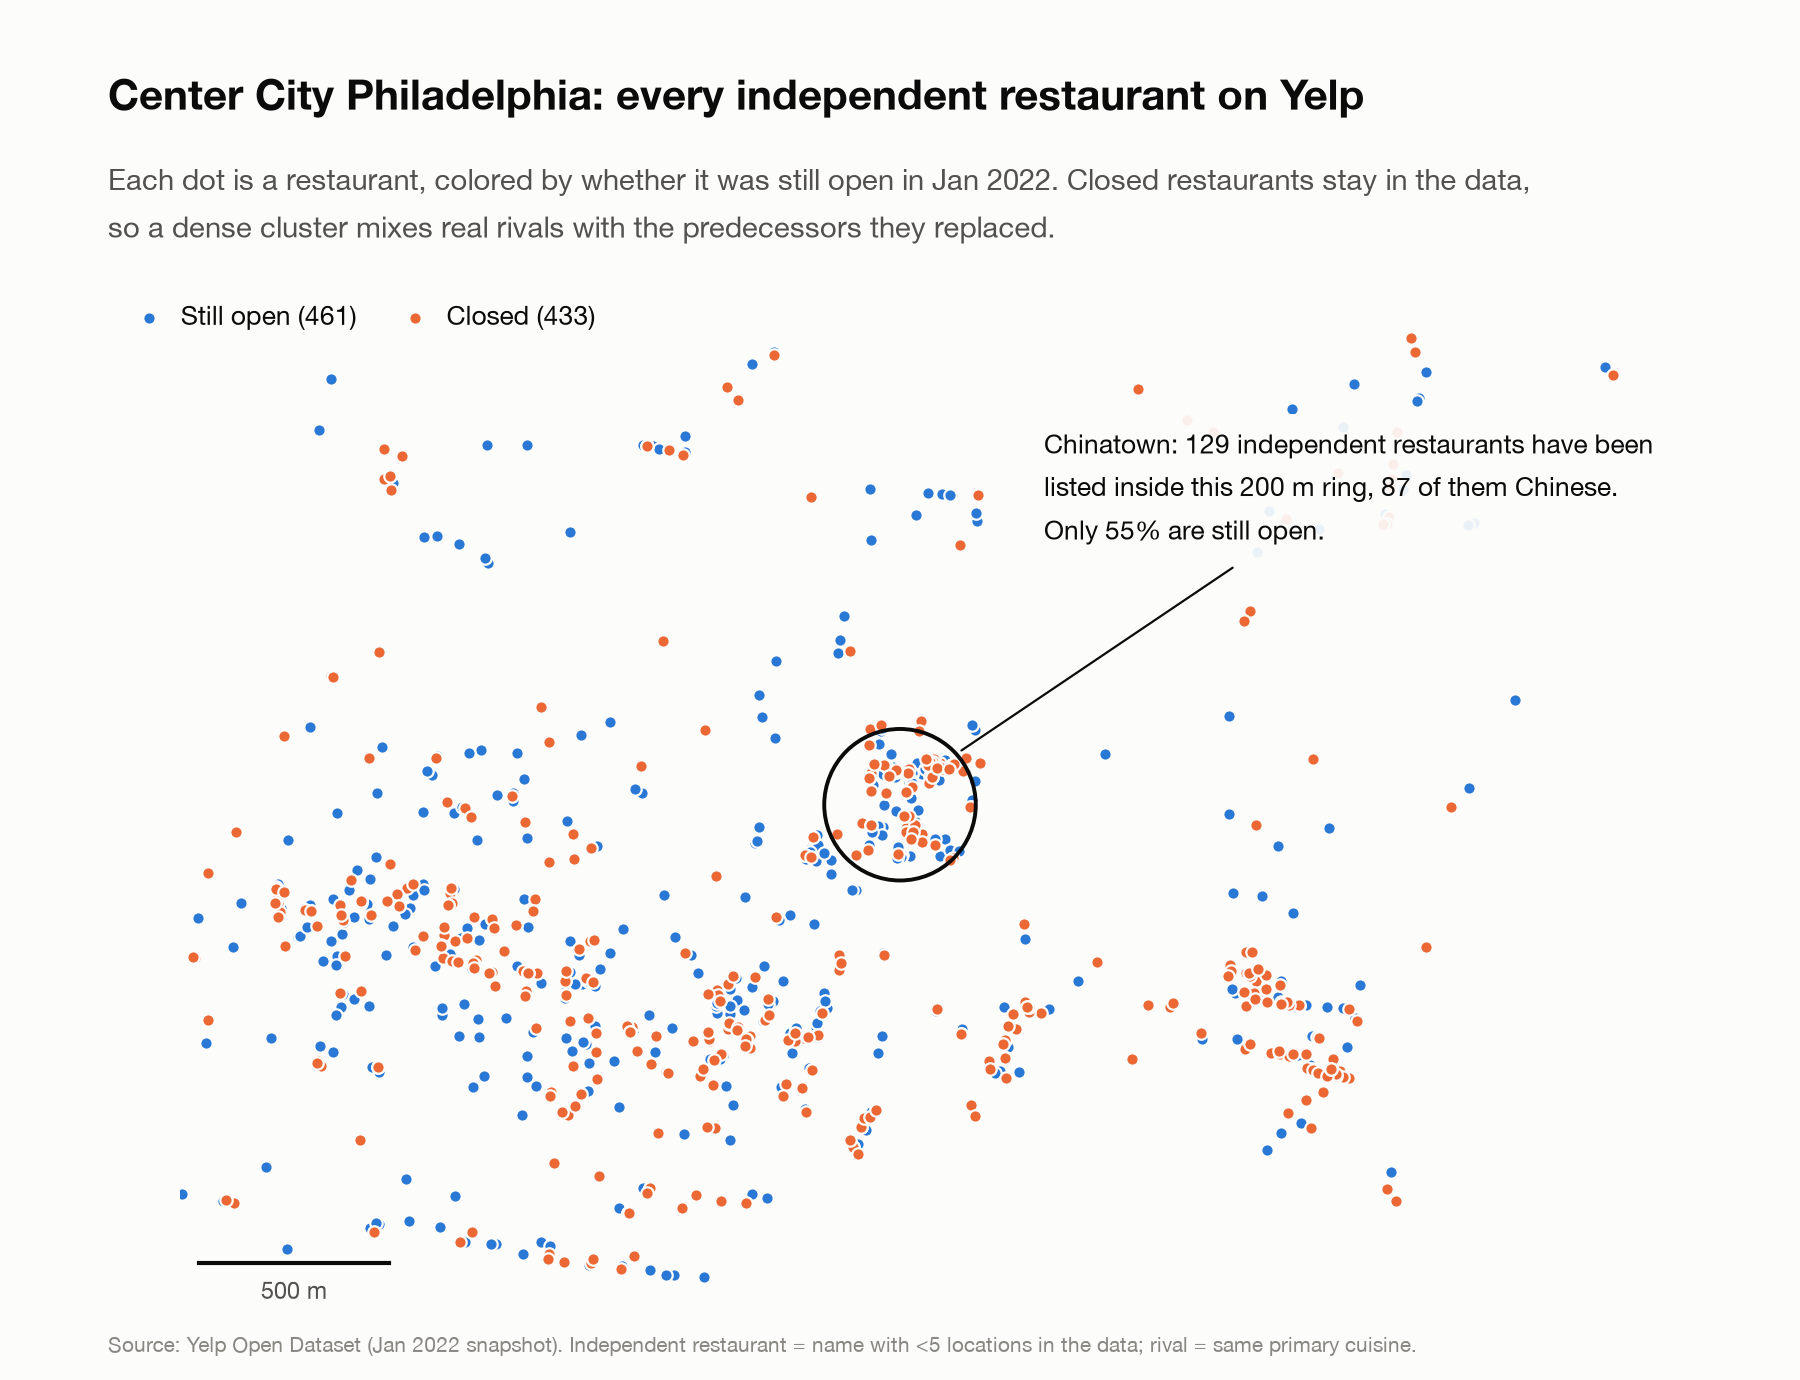 Center City Philadelphia: every independent restaurant on Yelp
Each dot is a restaurant, colored by whether it was still open in Jan 2022. Closed restaurants stay in the data,
so a dense cluster mixes real rivals with the predecessors they replaced.
Still open (461)
Closed (433)
Chinatown: 129 independent restaurants have been
listed inside this 200 m ring, 87 of them Chinese.
Only 55% are still open.
500 m
Source: Yelp Open Dataset (Jan 2022 snapshot). Independent restaurant = name with <5 locations in the data; rival = same primary cuisine.